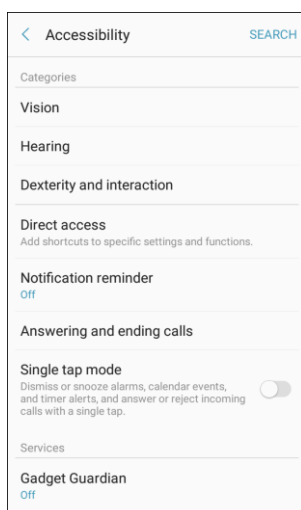 Accessibility SEARCH
Categories
Vision
Hearing
Dexterity and interaction
Direct access
Add shortcuts to specific settings and functions.
Notification reminder
Off
Answering and ending calls
Single tap mode
Dismiss or snooze alarms, calendar events,
and timer alerts, and answer or reject incoming
calls with a single tap.
Services
Gadget Guardian
Off